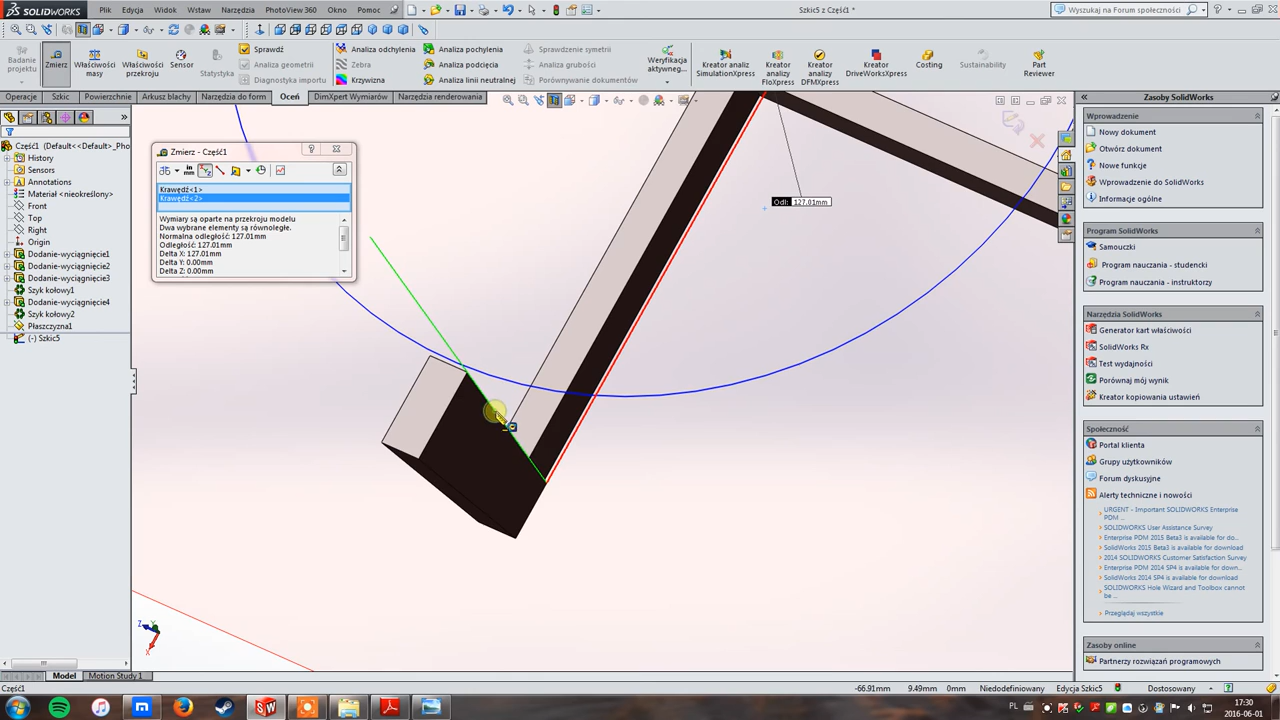 SOLIDWORKS
Plik Edycja Widok Wstaw Narzędzia PhotoView 360 Okno Pomoc
Szkic5 z Część1 *
Wyszukaj na Forum społeczności
Badanie projektu
Zmierz
Właściwości masy
Właściwości przekroju
Sensor
Statystyka
Sprawdź
Analiza geometrii
Diagnostyka importu
Analiza odchylenia
Zebra
Krzywizna
Analiza pochylenia
Analiza podcięcia
Analiza linii neutralnej
Sprawdzenie symetrii
Analiza grubości
Porównywanie dokumentów
Weryfikacja aktywneg...
Kreator analiz SimulationXpress
Kreator analizy FloXpress
Kreator analizy DFMXpress
Kreator DriveWorksXpress
Costing
Sustainability
Part Reviewer
Operacje Szkic Powierzchnie Arkusz blachy Narzędzia do form Oceń DimXpert Wymiarów Narzędzia renderowania
Część1 (Default<<Default>_Pho
History
Sensors
Annotations
Materiał <nieokreślony>
Front
Top
Right
Origin
Dodanie-wyciągnięcie1
Dodanie-wyciągnięcie2
Dodanie-wyciągnięcie3
Szyk kołowy1
Dodanie-wyciągnięcie4
Szyk kołowy2
Płaszczyzna1
(-) Szkic5
Zmierz - Część1
in
mm
Krawędź<1>
Krawędź<2>
Wymiary są oparte na przekroju modelu
Dwa wybrane elementy są równoległe.
Normalna odległość: 127.01mm
Odległość: 127.01mm
Delta X: 127.01mm
Delta Y: 0.00mm
Delta Z: 0.00mm
Odl: 127.01mm
Z
Y
X
Zasoby SolidWorks
Wprowadzenie
Nowy dokument
Otwórz dokument
Nowe funkcje
Wprowadzenie do SolidWorks
Informacje ogólne
Program SolidWorks
Samouczki
Program nauczania - studencki
Program nauczania - instruktorzy
Narzędzia SolidWorks
Generator kart właściwości
SolidWorks Rx
Test wydajności
Porównaj mój wynik
Kreator kopiowania ustawień
Społeczność
Portal klienta
Grupy użytkowników
Forum dyskusyjne
Alerty techniczne i nowości
URGENT - Important SOLIDWORKS Enterprise PDM ...
SOLIDWORKS User Assistance Survey
Enterprise PDM 2015 Beta3 is available for do...
SolidWorks 2015 Beta3 is available for download
2014 SOLIDWORKS Customer Satisfaction Survey
Enterprise PDM 2014 SP4 is available for down...
SolidWorks 2014 SP4 is available for download
SOLIDWORKS Hole Wizard and Toolbox cannot be ...
Przeglądaj wszystkie
Zasoby online
Partnerzy rozwiązań programowych
Model Motion Study 1
Część1
-66.91mm 9.49mm 0mm Niedodefiniowany Edycja Szkic5 Dostosowany
PL
17:30
2016-06-01